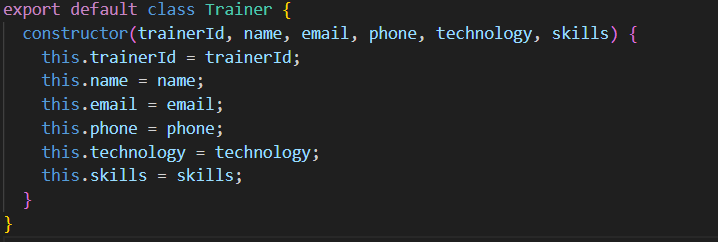 export default class Trainer {
  constructor(trainerId, name, email, phone, technology, skills) {
    this.trainerId = trainerId;
    this.name = name;
    this.email = email;
    this.phone = phone;
    this.technology = technology;
    this.skills = skills;
  }
}